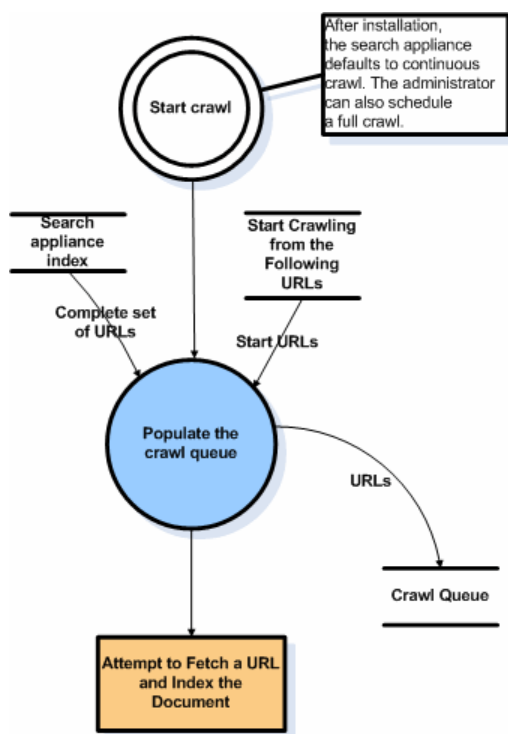 After installation,
the search appliance
defaults to continuous
crawl. The administrator
can also schedule
a full crawl.
Start crawl
Search
appliance
index
Start Crawling
from the
Following
URLs
Complete set
of URLs
Start URLs
Populate the
crawl queue
URLs
Crawl Queue
Attempt to Fetch a URL
and Index the
Document